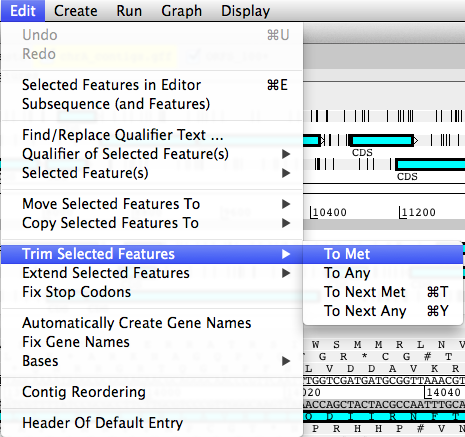 Edit Create Run Graph Display
Undo ⌘U
Redo
Selected Features in Editor ⌘E
Subsequence (and Features)
Find/Replace Qualifier Text ...
Qualifier of Selected Feature(s)
Selected Feature(s)
CDS
CDS
Move Selected Features To
Copy Selected Features To
10400 11200
Trim Selected Features
To Met
Extend Selected Features
To Any
Fix Stop Codons
To Next Met ⌘T
To Next Any ⌘Y
Automatically Create Gene Names
Fix Gene Names
Bases
W S M M R L N V
G R * C G # T
L V D D A V K R
TGGTCGATGATGCGGTTAAACGT
020 14040
Contig Reordering
AACCAGCTACTACGCCAATTTGCA
Header Of Default Entry
Q D I I R N F T
P R H H P # V N